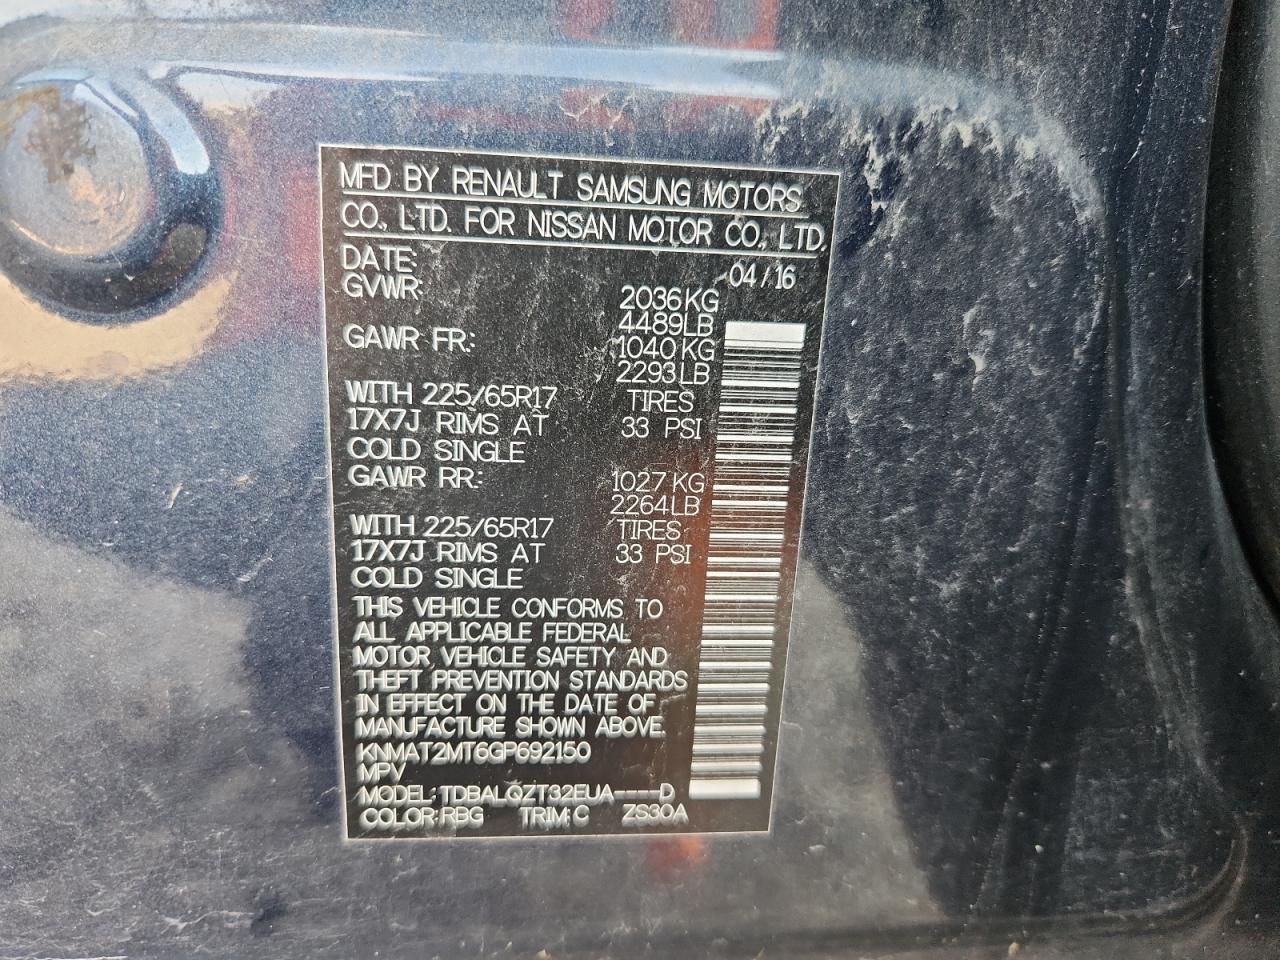 MFD BY RENAULT SAMSUNG MOTORS
CO., LTD. FOR NISSAN MOTOR CO., LTD.
DATE: 04/16
GVWR: 2036KG
4489LB
GAWR FR.: 1040KG
2293LB
WITH 225/65R17 TIRES
17X7J RIMS AT 33 PSI
COLD SINGLE
GAWR RR.: 1027KG
2264LB
WITH 225/65R17 TIRES
17X7J RIMS AT 33 PSI
COLD SINGLE
THIS VEHICLE CONFORMS TO
ALL APPLICABLE FEDERAL
MOTOR VEHICLE SAFETY AND
THEFT PREVENTION STANDARDS
IN EFFECT ON THE DATE OF
MANUFACTURE SHOWN ABOVE.
KNMAT2MT6GP692150
MPV
MODEL: TDBALQZT32EUA----D
COLOR: RBG TRIM: C ZS30A